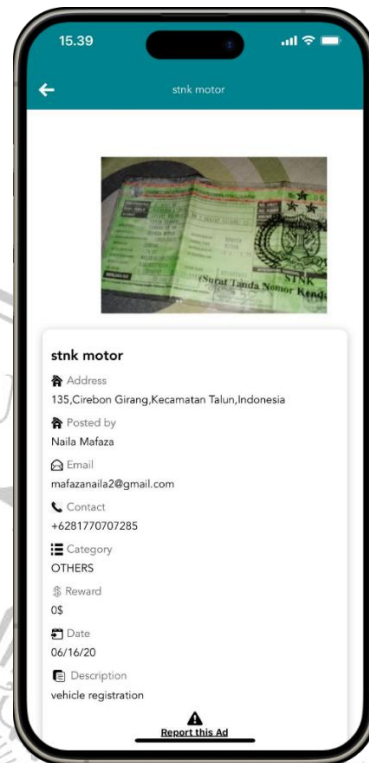 15.39
stnk motor
STNK
(Surat Tanda Nomor Kend
stnk motor
Address
135,Cirebon Girang,Kecamatan Talun,Indonesia
Posted by
Naila Mafaza
Email
mafazanaila2@gmail.com
Contact
+6281770707285
Category
OTHERS
Reward
0$
Date
06/16/20
Description
vehicle registration
Report this Ad